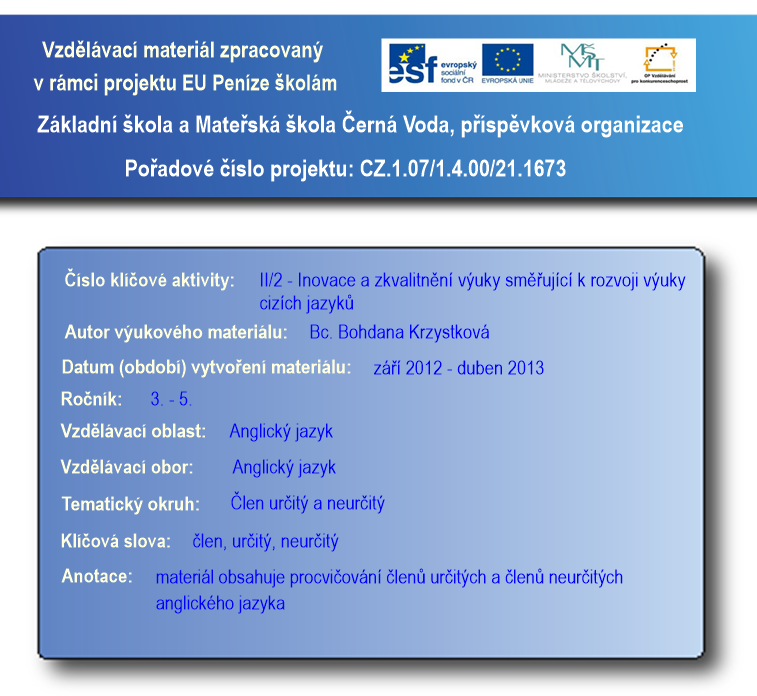 Vzdělávací materiál zpracovaný
v rámci projektu EU Peníze školám
esf evropský sociální fond v ČR
EVROPSKÁ UNIE
MINISTERSTVO ŠKOLSTVÍ,
MLÁDEŽE A TĚLOVÝCHOVY
OP Vzdělávání
pro konkurenceschopnost
Základní škola a Mateřská škola Černá Voda, příspěvková organizace
Pořadové číslo projektu: CZ.1.07/1.4.00/21.1673
Číslo klíčové aktivity: II/2 - Inovace a zkvalitnění výuky směřující k rozvoji výuky
cizích jazyků
Autor výukového materiálu: Bc. Bohdana Krzystková
Datum (období) vytvoření materiálu: září 2012 - duben 2013
Ročník: 3. - 5.
Vzdělávací oblast: Anglický jazyk
Vzdělávací obor: Anglický jazyk
Tematický okruh: Člen určitý a neurčitý
Klíčová slova: člen, určitý, neurčitý
Anotace: materiál obsahuje procvičování členů určitých a členů neurčitých
anglického jazyka